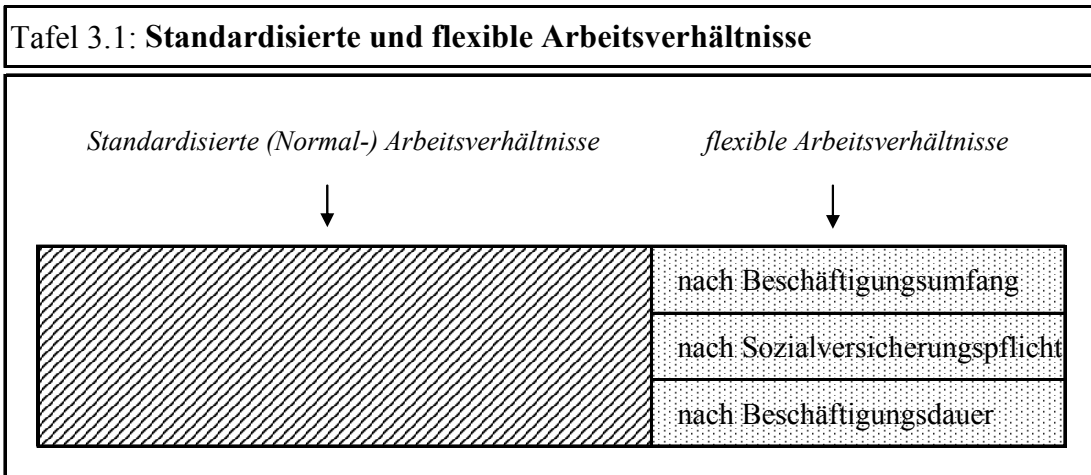 Tafel 3.1: Standardisierte und flexible Arbeitsverhältnisse
Standardisierte (Normal-) Arbeitsverhältnisse
flexible Arbeitsverhältnisse
nach Beschäftigungsumfang
nach Sozialversicherungspflicht
nach Beschäftigungsdauer